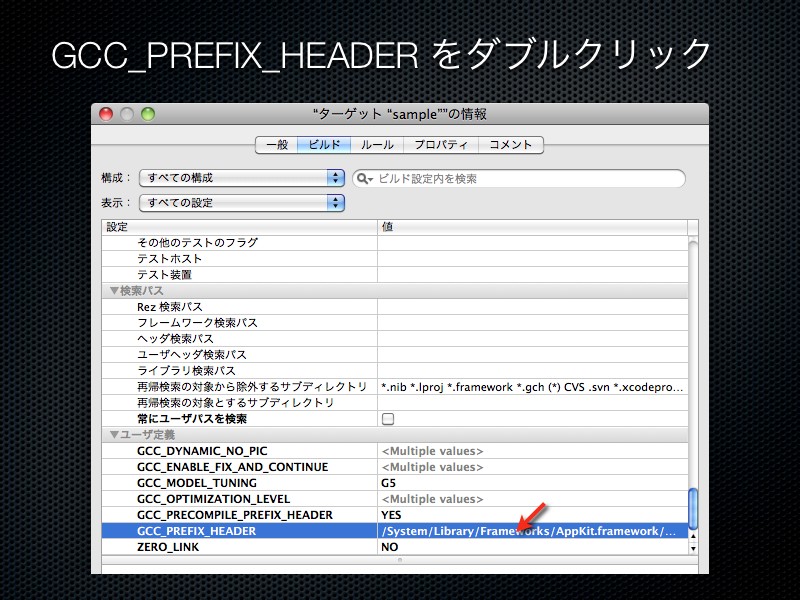 GCC_PREFIX_HEADER をダブルクリック
“ターゲット “sample””の情報
一般 ビルド ルール プロパティ コメント
構成： すべての構成 ビルド設定内を検索
表示： すべての設定
設定 値
その他のテストのフラグ
テストホスト
テスト装置
▼検索パス
Rez 検索パス
フレームワーク検索パス
ヘッダ検索パス
ユーザヘッダ検索パス
ライブラリ検索パス
再帰検索の対象から除外するサブディレクトリ *.nib *.lproj *.framework *.gch (*) CVS .svn *.xcodepro...
再帰検索の対象とするサブディレクトリ
常にユーザパスを検索
▼ユーザ定義
GCC_DYNAMIC_NO_PIC <Multiple values>
GCC_ENABLE_FIX_AND_CONTINUE <Multiple values>
GCC_MODEL_TUNING G5
GCC_OPTIMIZATION_LEVEL <Multiple values>
GCC_PRECOMPILE_PREFIX_HEADER YES
GCC_PREFIX_HEADER /System/Library/Frameworks/AppKit.framework/...
ZERO_LINK NO